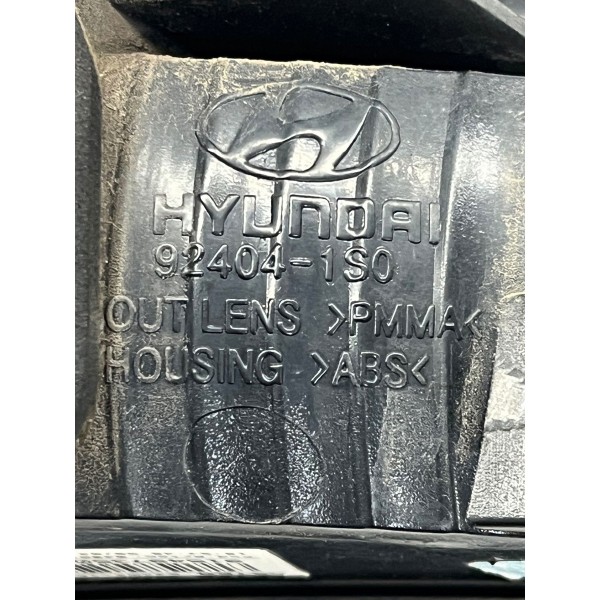 HYUNDAI
92404-1S0
OUT LENS >PMMA<
HOUSING >ABS<